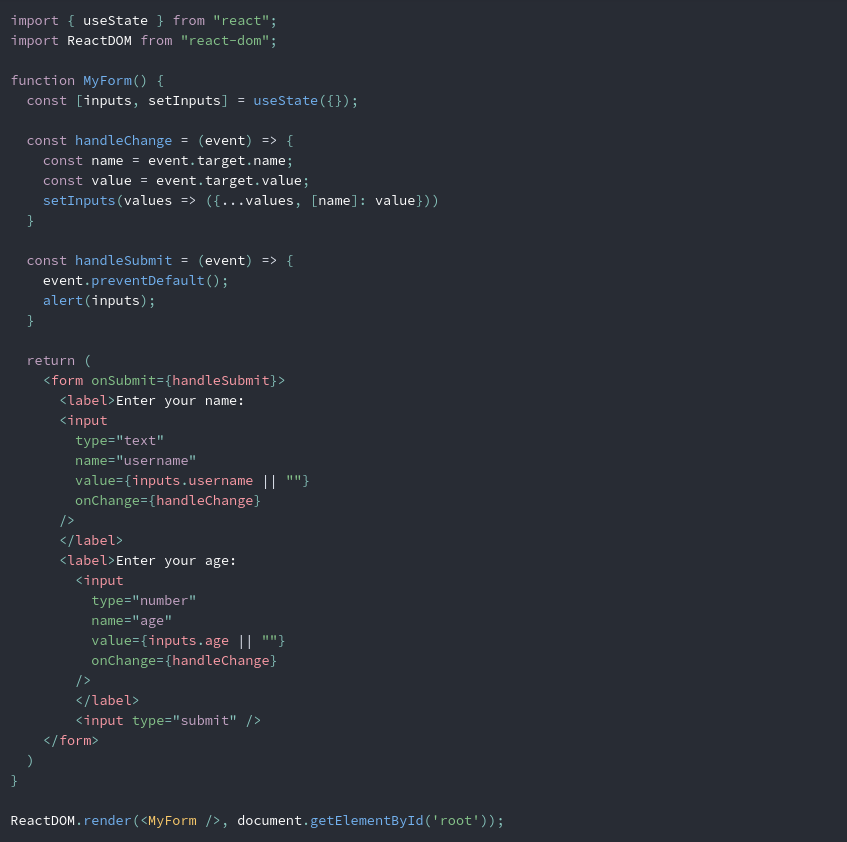 import { useState } from "react";
import ReactDOM from "react-dom";

function MyForm() {
  const [inputs, setInputs] = useState({});

  const handleChange = (event) => {
    const name = event.target.name;
    const value = event.target.value;
    setInputs(values => ({...values, [name]: value}))
  }

  const handleSubmit = (event) => {
    event.preventDefault();
    alert(inputs);
  }

  return (
    <form onSubmit={handleSubmit}>
      <label>Enter your name:
      <input
        type="text"
        name="username"
        value={inputs.username || ""}
        onChange={handleChange}
      />
      </label>
      <label>Enter your age:
        <input
          type="number"
          name="age"
          value={inputs.age || ""}
          onChange={handleChange}
        />
        </label>
        <input type="submit" />
    </form>
  )
}

ReactDOM.render(<MyForm />, document.getElementById('root'));